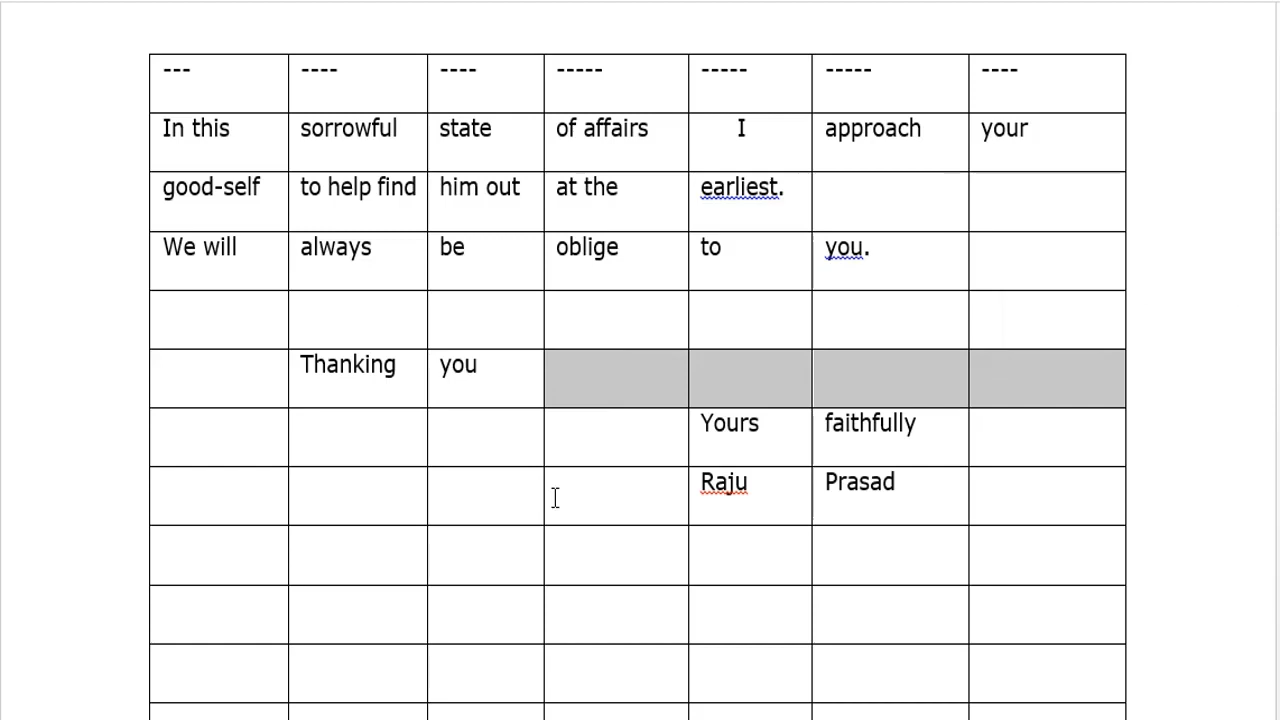 --- ---- ---- ----- ----- ----- ----
In this sorrowful state of affairs I approach your
good-self to help find him out at the earliest.
We will always be oblige to you.
Thanking you
Yours faithfully
Raju Prasad